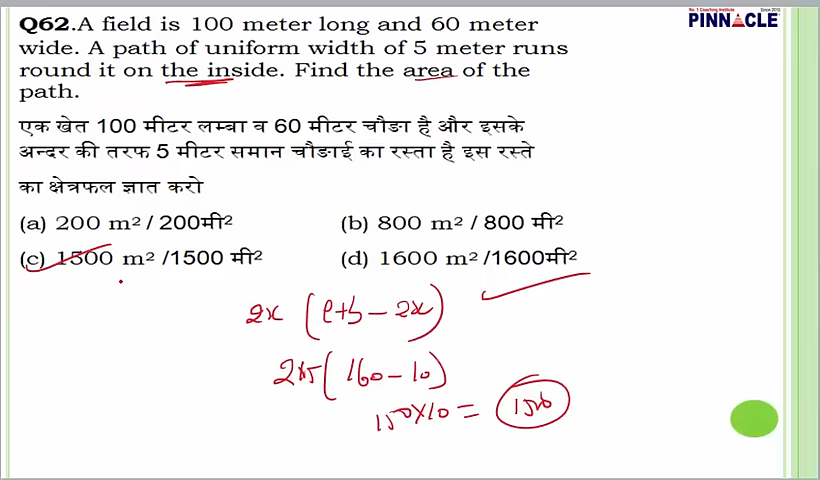 No. 1 Coaching Institute Since 2010
PINNACLE
Q62.A field is 100 meter long and 60 meter
wide. A path of uniform width of 5 meter runs
round it on the inside. Find the area of the
path.
एक खेत 100 मीटर लम्बा व 60 मीटर चौङा है और इसके
अन्दर की तरफ 5 मीटर समान चौङाई का रस्ता है इस रस्ते
का क्षेत्रफल ज्ञात करो
(a) 200 m² / 200मी²
(b) 800 m² / 800 मी²
(c) 1500 m² /1500 मी²
(d) 1600 m² /1600मी²
2x (l+b – 2x)
2×5( 160 – 10)
150×10 = 1500